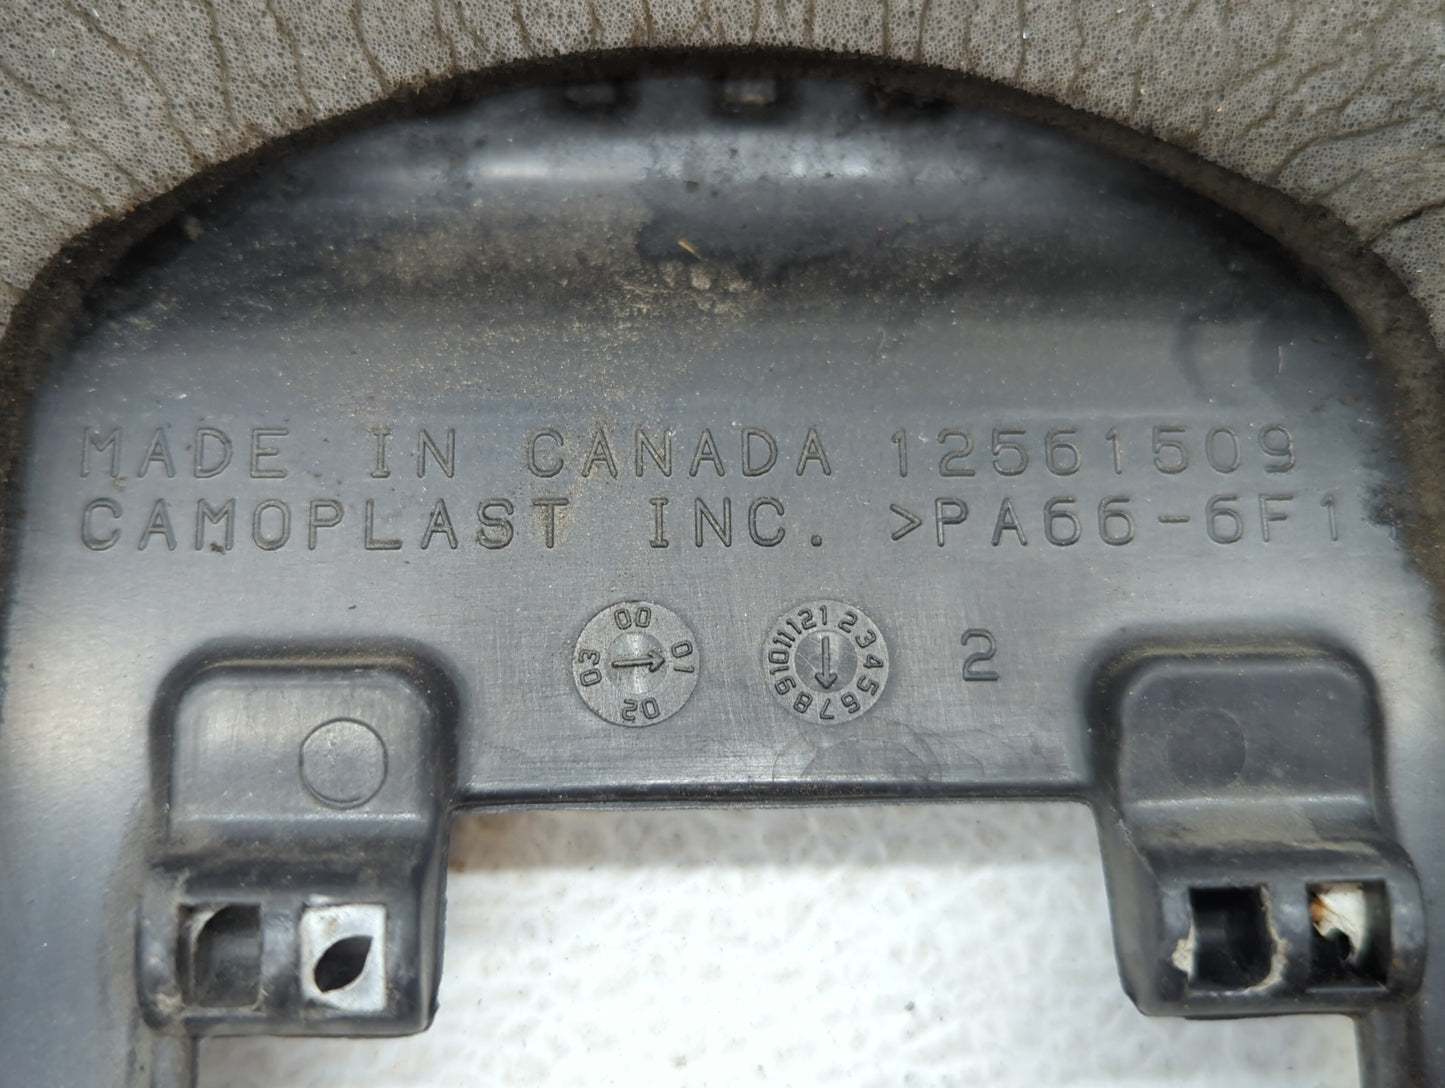 MADE IN CANADA 12561509
CAMOPLAST INC. >PA66-6F1
00 01 02 03
1 2 3 4 5 6 7 8 9 10 11 12
2